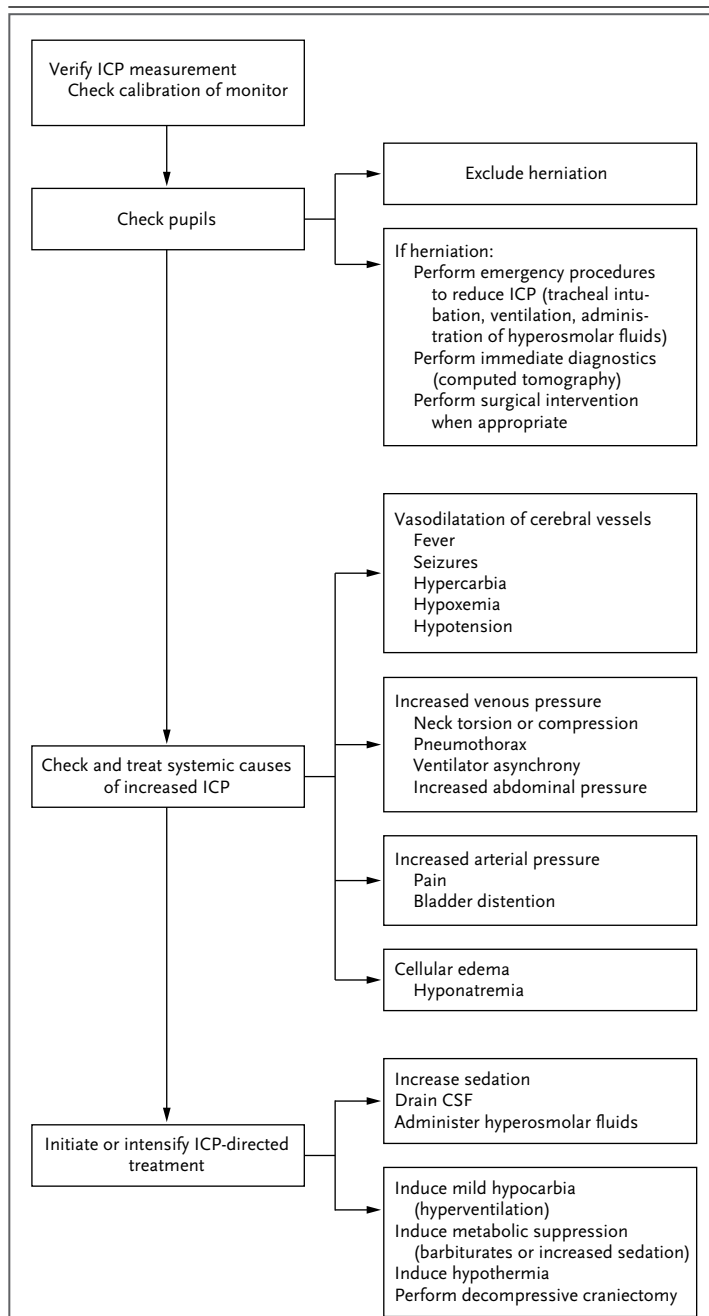 Verify ICP measurement
Check calibration of monitor
Check pupils
Exclude herniation
If herniation:
Perform emergency procedures
to reduce ICP (tracheal intu-
bation, ventilation, adminis-
tration of hyperosmolar fluids)
Perform immediate diagnostics
(computed tomography)
Perform surgical intervention
when appropriate
Check and treat systemic causes
of increased ICP
Vasodilatation of cerebral vessels
Fever
Seizures
Hypercarbia
Hypoxemia
Hypotension
Increased venous pressure
Neck torsion or compression
Pneumothorax
Ventilator asynchrony
Increased abdominal pressure
Increased arterial pressure
Pain
Bladder distention
Cellular edema
Hyponatremia
Initiate or intensify ICP-directed
treatment
Increase sedation
Drain CSF
Administer hyperosmolar fluids
Induce mild hypocarbia
(hyperventilation)
Induce metabolic suppression
(barbiturates or increased sedation)
Induce hypothermia
Perform decompressive craniectomy